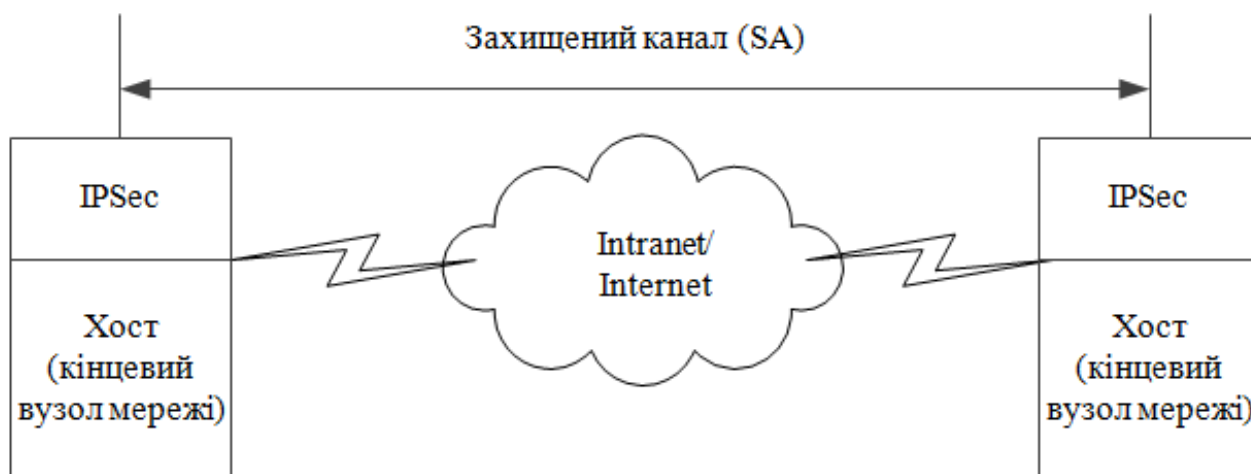 Захищений канал (SA)
IPSec
Хост
(кінцевий
вузол мережі)
Intranet/
Internet
IPSec
Хост
(кінцевий
вузол мережі)